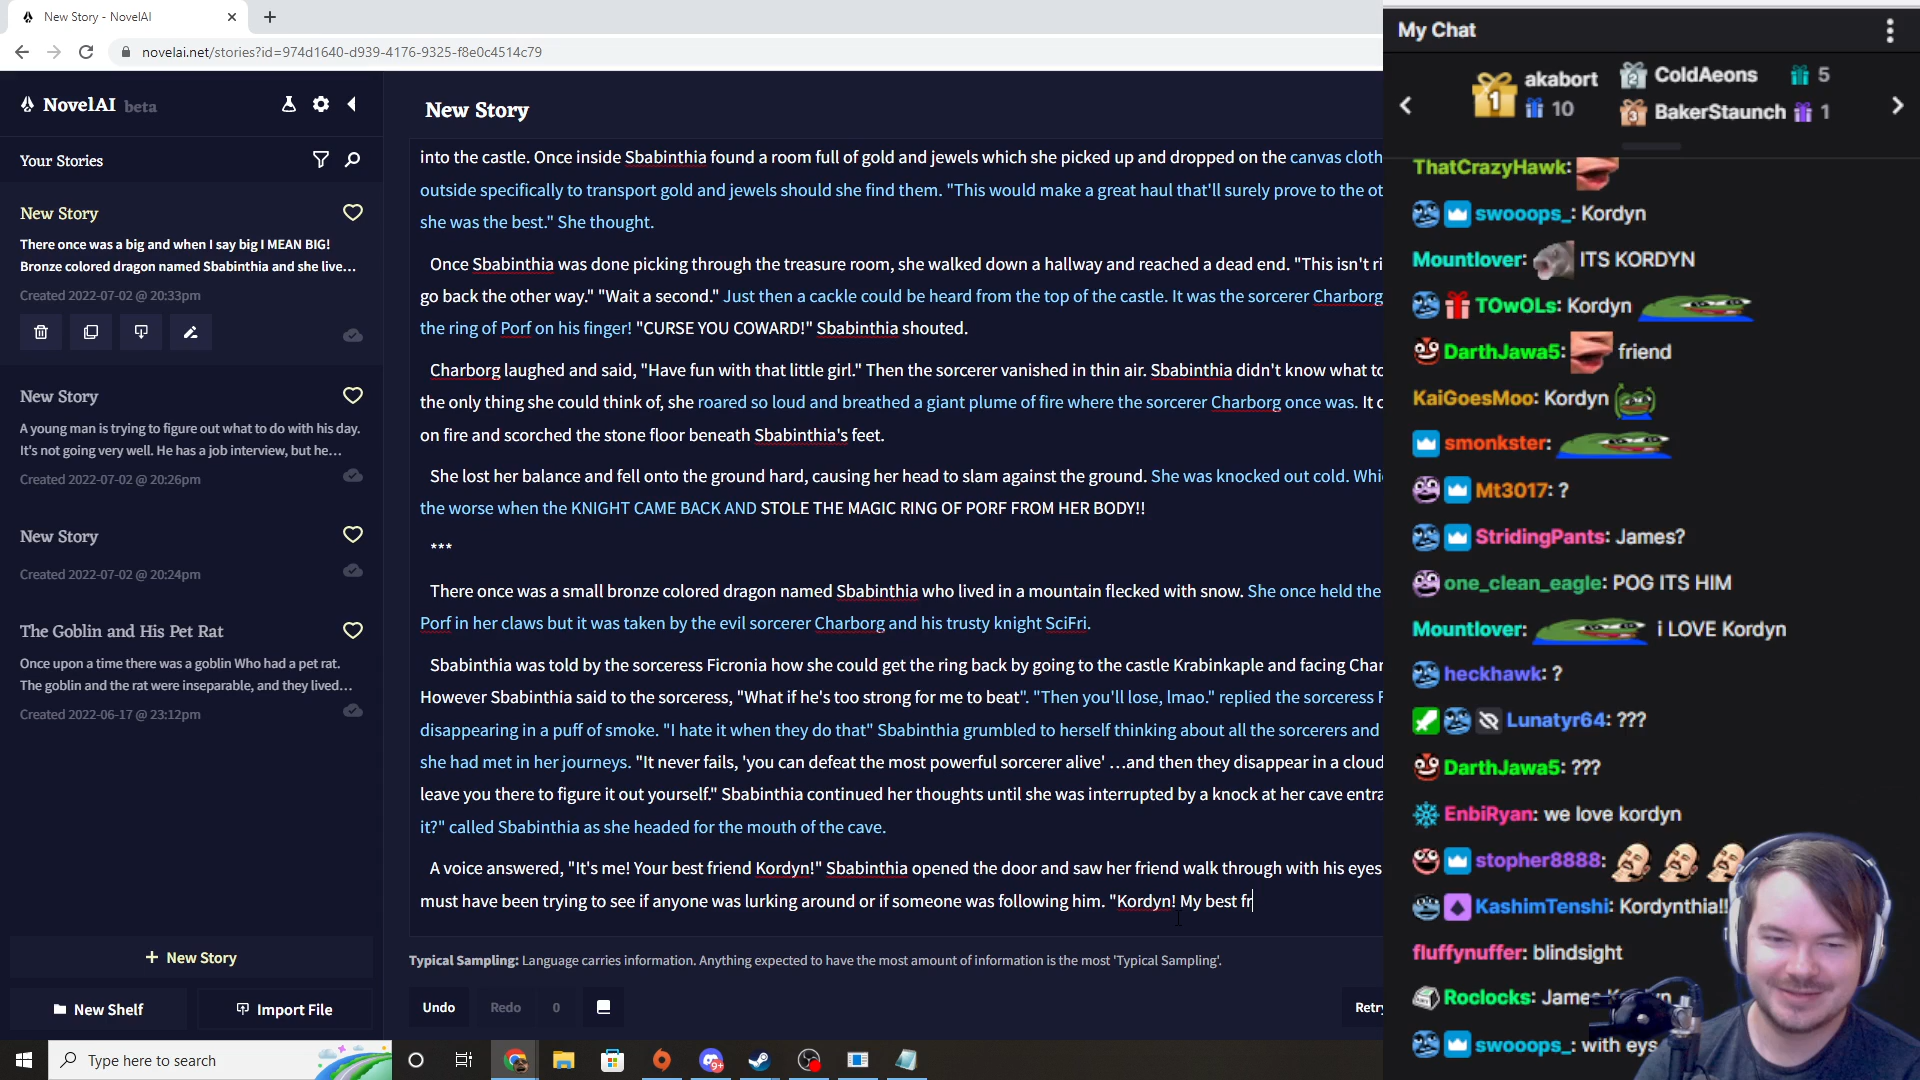 New Story - NovelAI
novelai.net/stories?id=974d1640-d939-4176-9325-f8e0c4514c79
NovelAI beta
Your Stories
New Story
There once was a big and when I say big I MEAN BIG!
Bronze colored dragon named Sbabinthia and she live...
Created 2022-07-02 @ 20:33pm
New Story
A young man is trying to figure out what to do with his day.
It's not going very well. He has a job interview, but he...
Created 2022-07-02 @ 20:26pm
New Story
Created 2022-07-02 @ 20:24pm
The Goblin and His Pet Rat
Once upon a time there was a goblin Who had a pet rat.
The goblin and the rat were inseparable, and they lived...
Created 2022-06-17 @ 23:12pm
+ New Story
New Shelf
Import File
New Story
into the castle. Once inside Sbabinthia found a room full of gold and jewels which she picked up and dropped on the canvas cloth
outside specifically to transport gold and jewels should she find them. "This would make a great haul that'll surely prove to the ot
she was the best." She thought.
Once Sbabinthia was done picking through the treasure room, she walked down a hallway and reached a dead end. "This isn't ri
go back the other way." "Wait a second." Just then a cackle could be heard from the top of the castle. It was the sorcerer Charborg
the ring of Porf on his finger! "CURSE YOU COWARD!" Sbabinthia shouted.
Charborg laughed and said, "Have fun with that little girl." Then the sorcerer vanished in thin air. Sbabinthia didn't know what to
the only thing she could think of, she roared so loud and breathed a giant plume of fire where the sorcerer Charborg once was. It c
on fire and scorched the stone floor beneath Sbabinthia's feet.
She lost her balance and fell onto the ground hard, causing her head to slam against the ground. She was knocked out cold. Whi
the worse when the KNIGHT CAME BACK AND STOLE THE MAGIC RING OF PORF FROM HER BODY!!
***
There once was a small bronze colored dragon named Sbabinthia who lived in a mountain flecked with snow. She once held the
Porf in her claws but it was taken by the evil sorcerer Charborg and his trusty knight SciFri.
Sbabinthia was told by the sorceress Ficronia how she could get the ring back by going to the castle Krabinkaple and facing Char
However Sbabinthia said to the sorceress, "What if he's too strong for me to beat". "Then you'll lose, lmao." replied the sorceress F
disappearing in a puff of smoke. "I hate it when they do that" Sbabinthia grumbled to herself thinking about all the sorcerers and
she had met in her journeys. "It never fails, 'you can defeat the most powerful sorcerer alive' ...and then they disappear in a cloud
leave you there to figure it out yourself." Sbabinthia continued her thoughts until she was interrupted by a knock at her cave entra
it?" called Sbabinthia as she headed for the mouth of the cave.
A voice answered, "It's me! Your best friend Kordyn!" Sbabinthia opened the door and saw her friend walk through with his eyes
must have been trying to see if anyone was lurking around or if someone was following him. "Kordyn! My best fr
Typical Sampling: Language carries information. Anything expected to have the most amount of information is the most 'Typical Sampling'.
Undo
Redo
0
Retry
Type here to search
My Chat
1 akabort 10
2 ColdAeons 5
3 BakerStaunch 1
ThatCrazyHawk:
swooops_: Kordyn
Mountlover: ITS KORDYN
TOwOLs: Kordyn
DarthJawa5: friend
KaiGoesMoo: Kordyn
smonkster:
Mt3017: ?
StridingPants: James?
one_clean_eagle: POG ITS HIM
Mountlover: i LOVE Kordyn
heckhawk: ?
Lunatyr64: ???
DarthJawa5: ???
EnbiRyan: we love kordyn
stopher8888:
KashimTenshi: Kordynthia!!
fluffynuffer: blindsight
Roclocks: James
swooops_: with eys